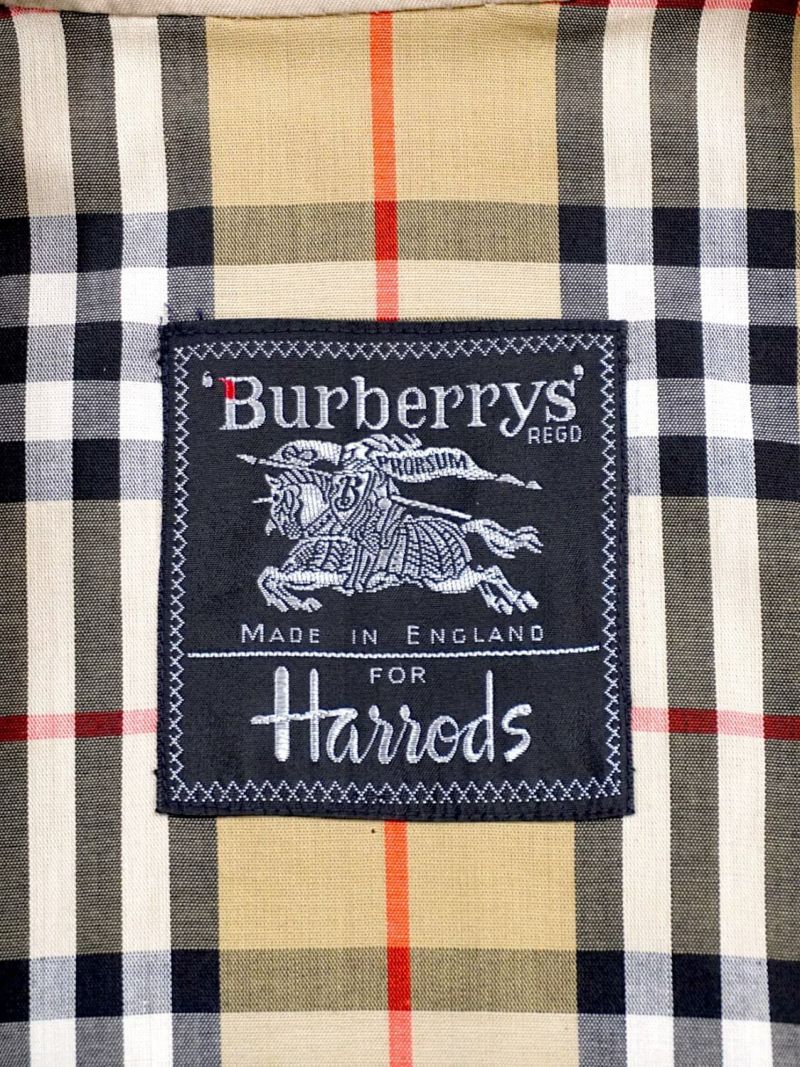 'Burberrys'
REGD
PRORSUM
B
MADE IN ENGLAND
FOR
Harrods